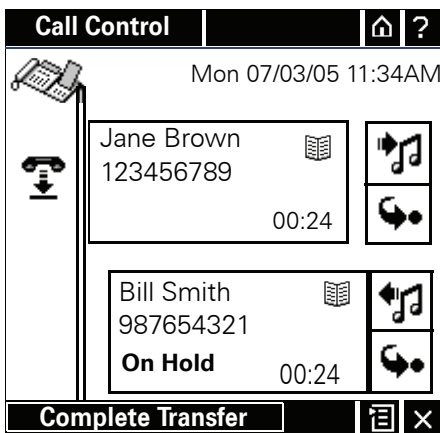 Call Control ?
Mon 07/03/05 11:34AM
Jane Brown
123456789
00:24
Bill Smith
987654321
On Hold 00:24
Complete Transfer